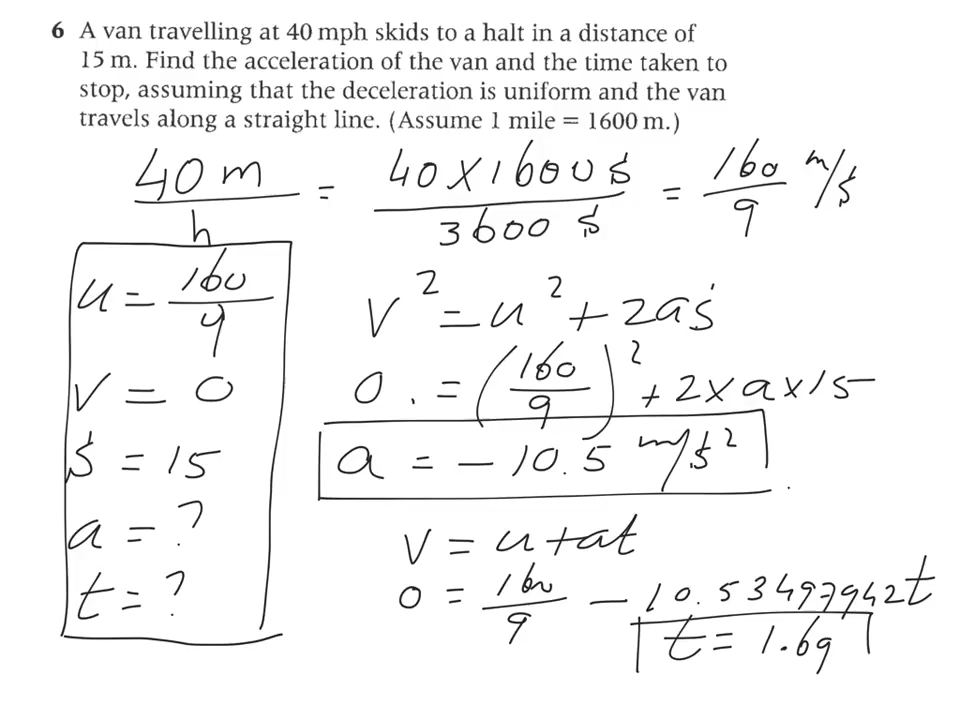 6 A van travelling at 40 mph skids to a halt in a distance of
15 m. Find the acceleration of the van and the time taken to
stop, assuming that the deceleration is uniform and the van
travels along a straight line. (Assume 1 mile = 1600 m.)
40 m / h = 40 × 1600 s / 3600 s = 160 / 9 m/s
u = 160 / 9
v = 0
s = 15
a = ?
t = ?
v² = u² + 2as
0 = (160 / 9)² + 2 × a × 15
a = - 10.5 m/s²
v = u + at
0 = 160 / 9 - 10.53497942t
t = 1.69